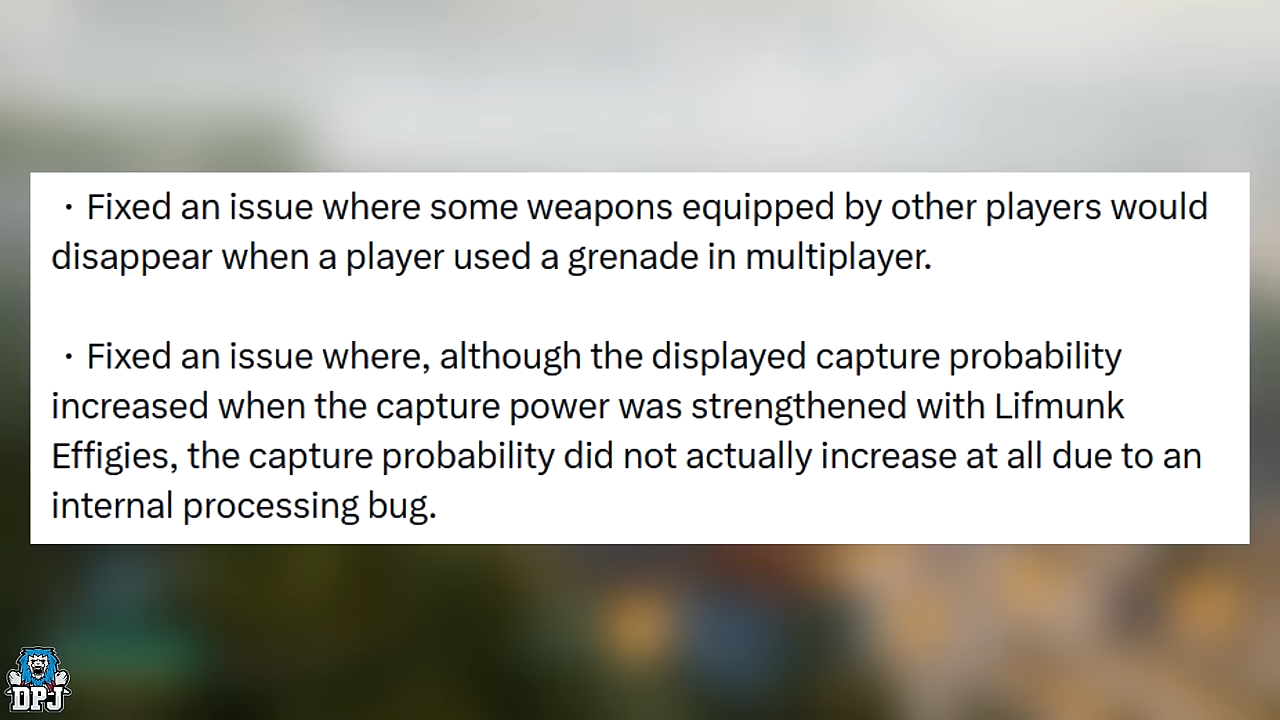 ・Fixed an issue where some weapons equipped by other players would
disappear when a player used a grenade in multiplayer.
・Fixed an issue where, although the displayed capture probability
increased when the capture power was strengthened with Lifmunk
Effigies, the capture probability did not actually increase at all due to an
internal processing bug.
DPJ